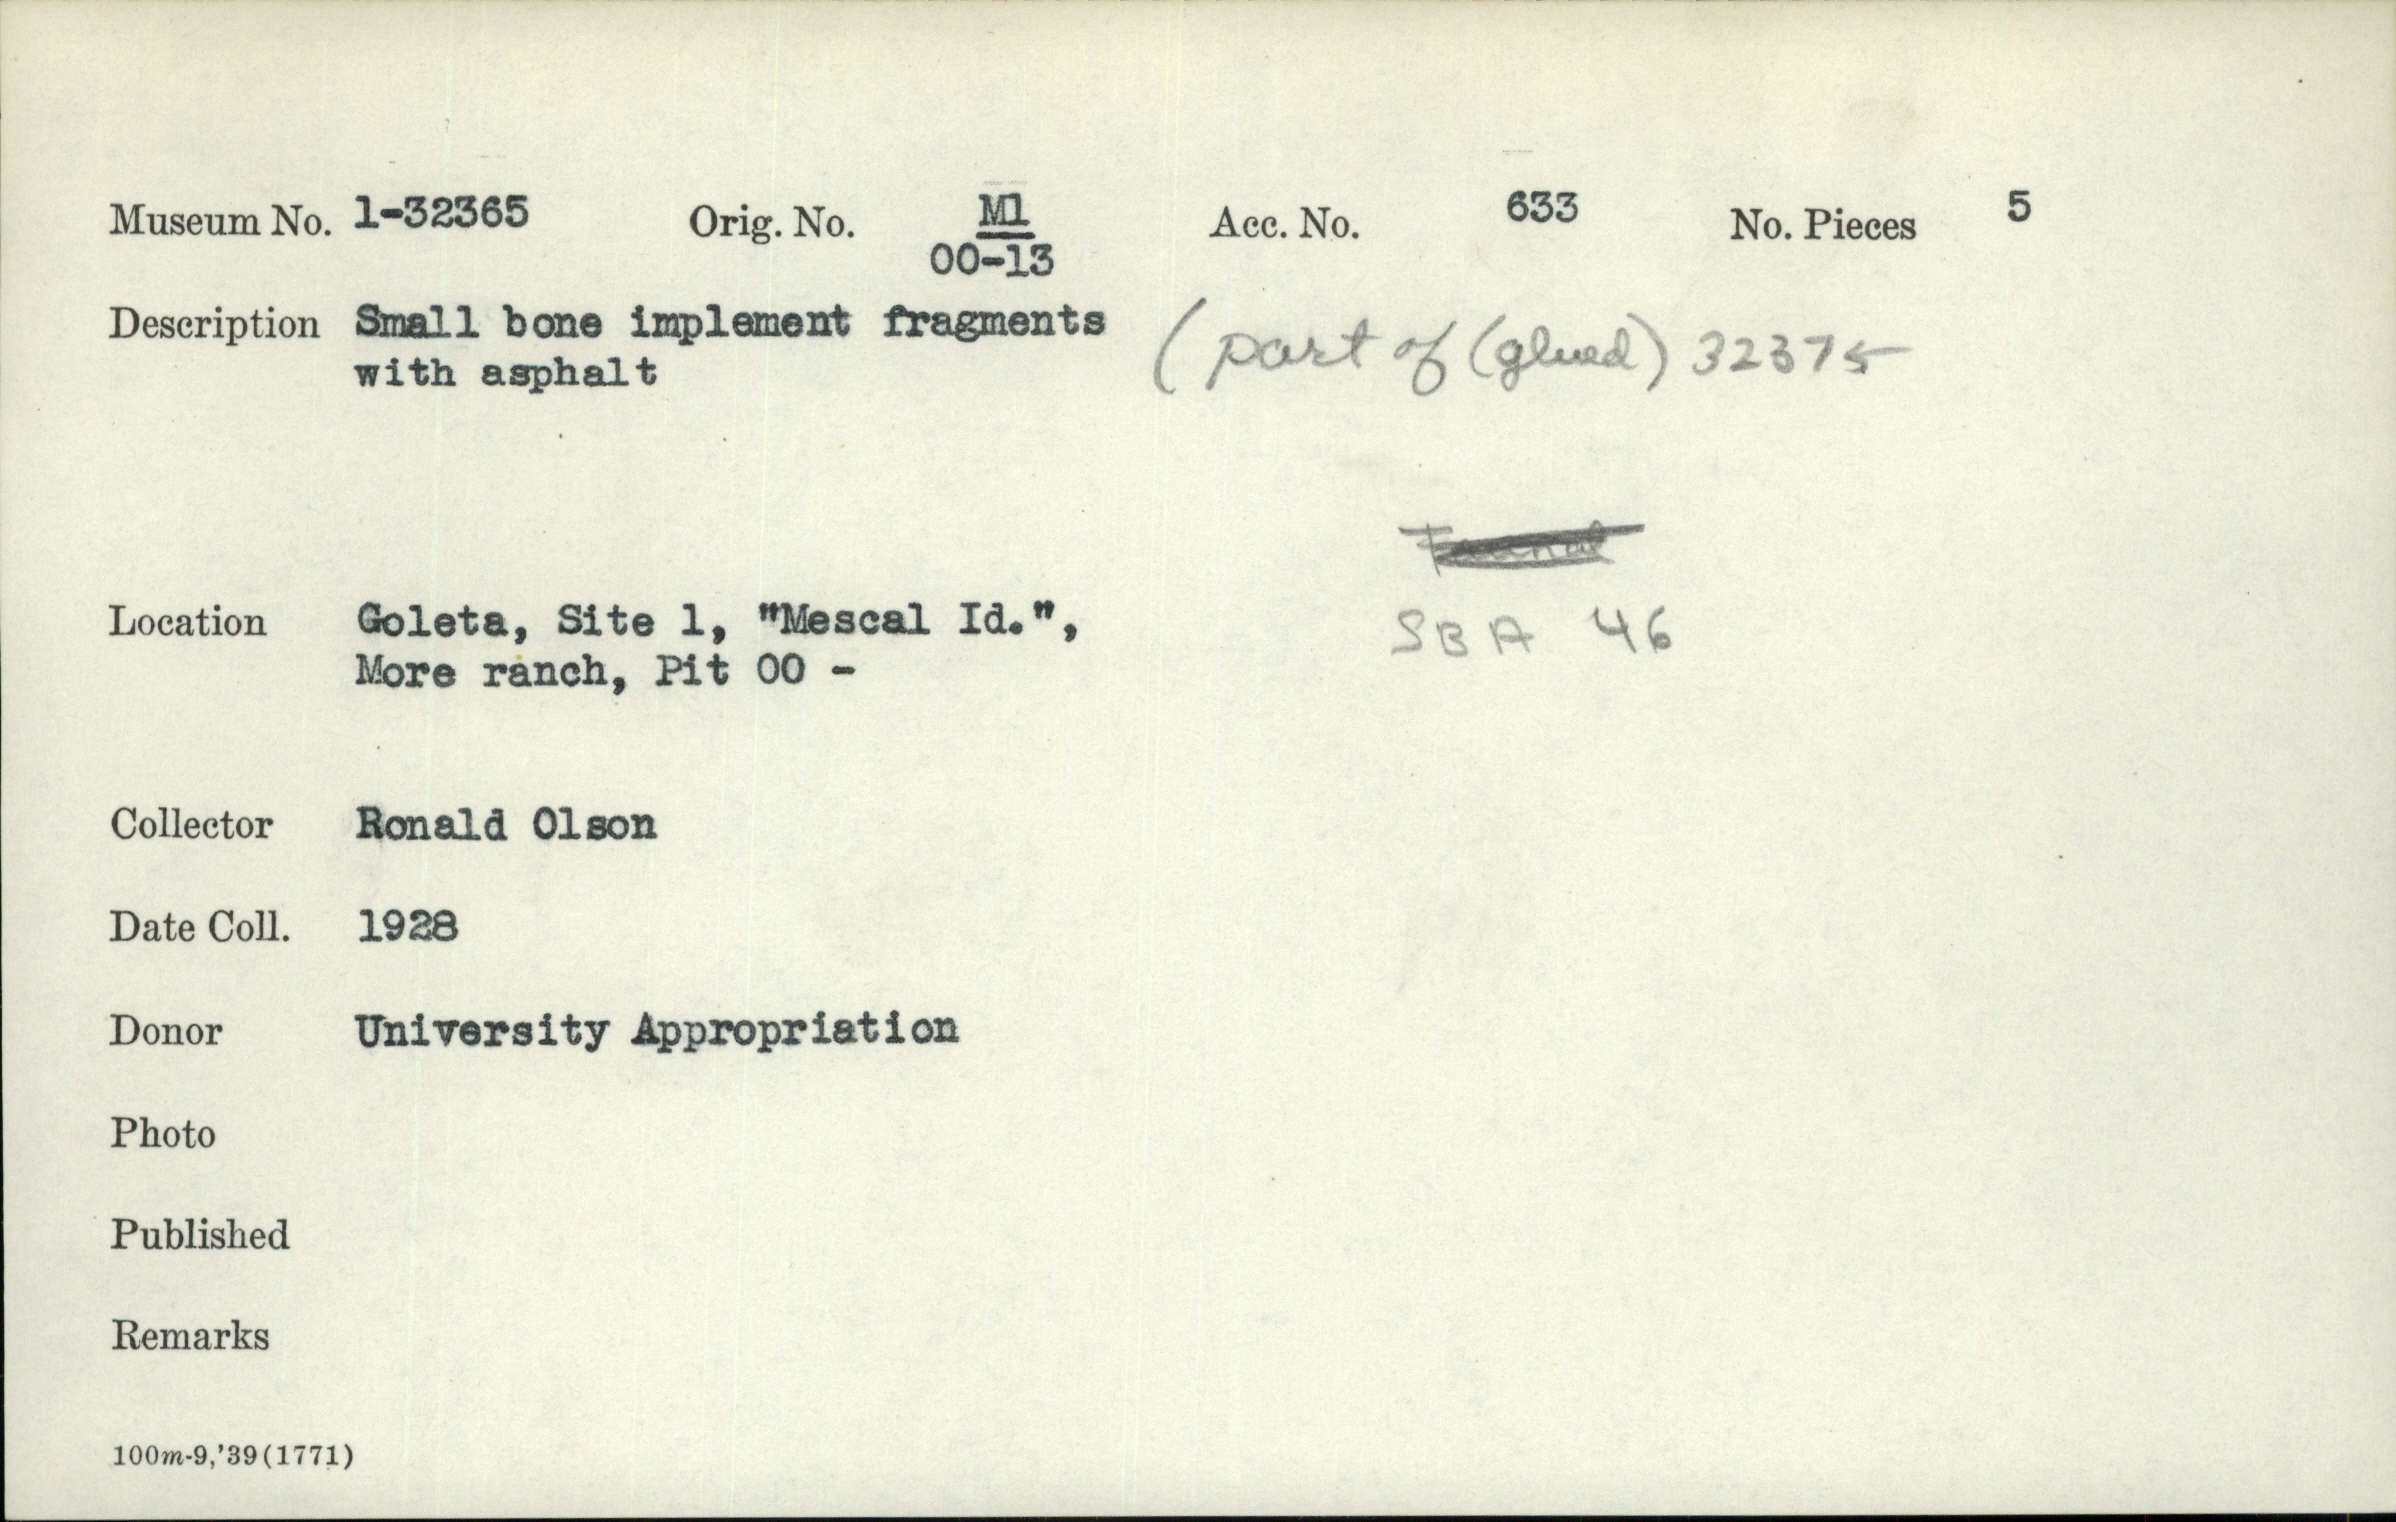 Museum No. 1-32365 Orig. No. M1 Acc. No. 633 No. Pieces 5
00-13
Description Small bone implement fragments
with asphalt (part of (glued) 32375
Location Goleta, Site 1, "Mescal Id.",
SBA 46
More ranch, Pit 00 -
Collector Ronald Olson
Date Coll. 1928
Donor University Appropriation
Photo
Published
Remarks
100m-9,'39(1771)